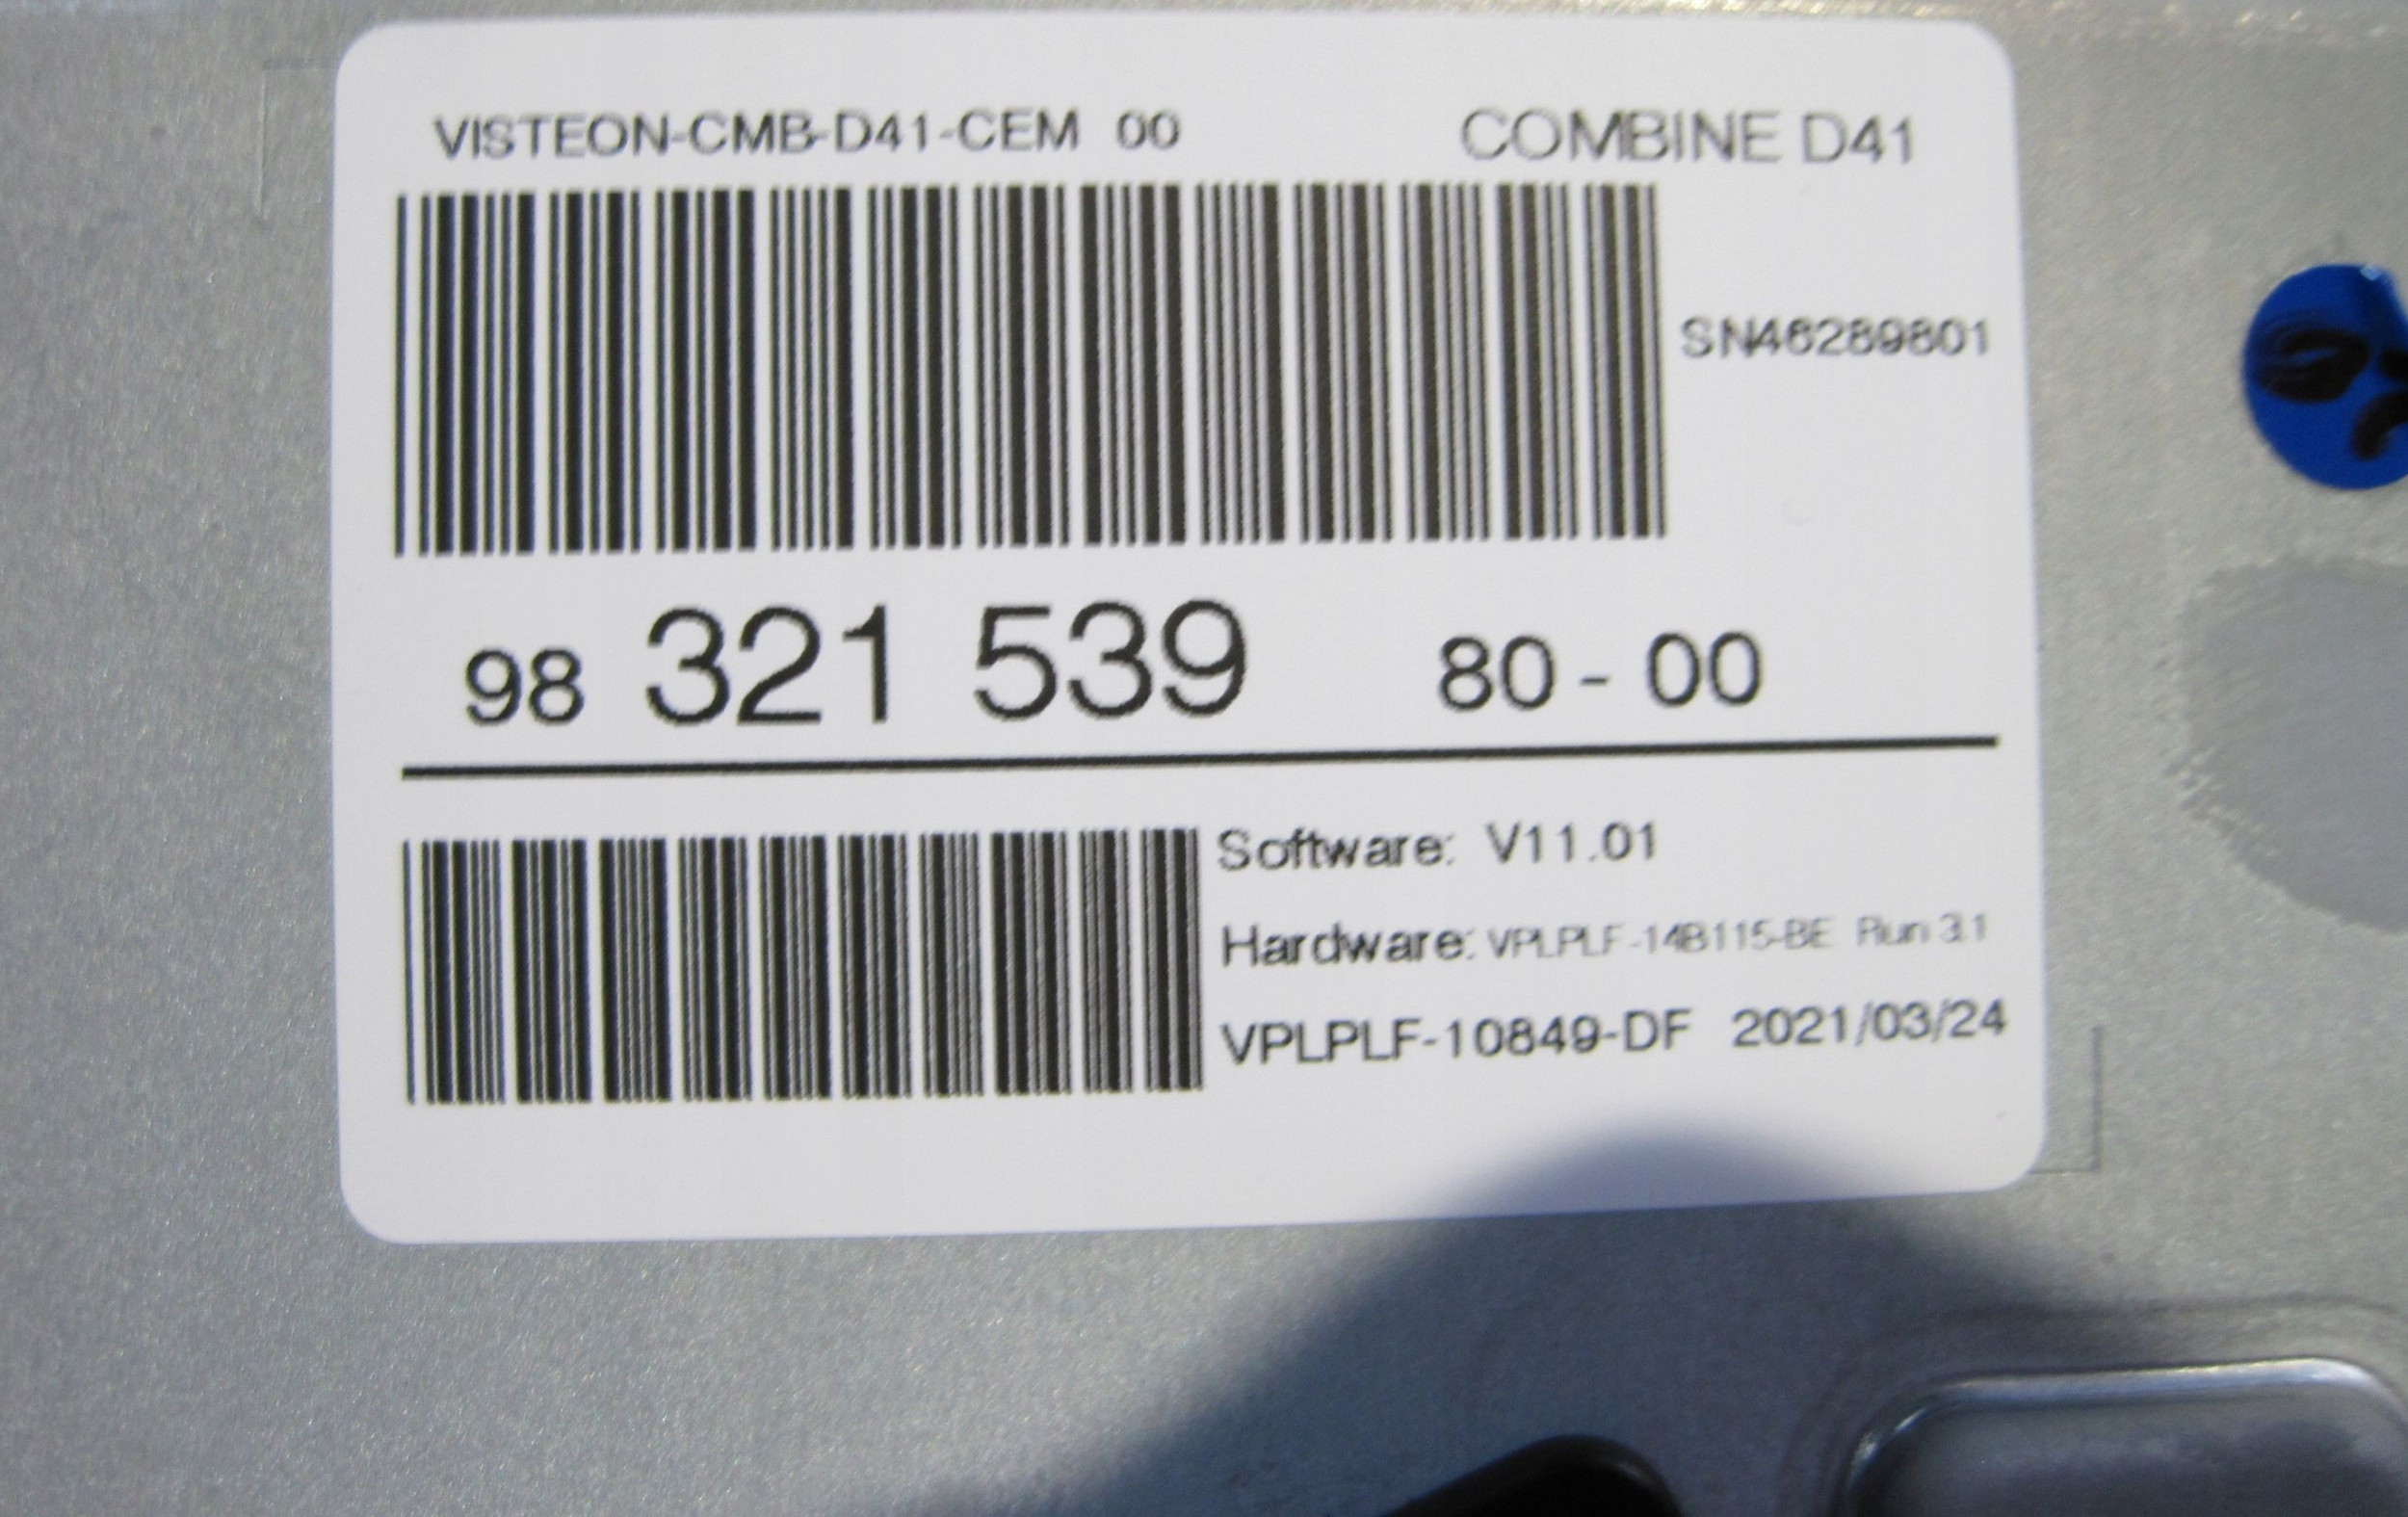 VISTEON-CMB-D41-CEM 00 COMBINE D41
SN46289801
98 321 539 80 - 00
Software: V11.01
Hardware: VPLPLF-14B115-BE Run 3.1
VPLPLF-10849-DF 2021/03/24